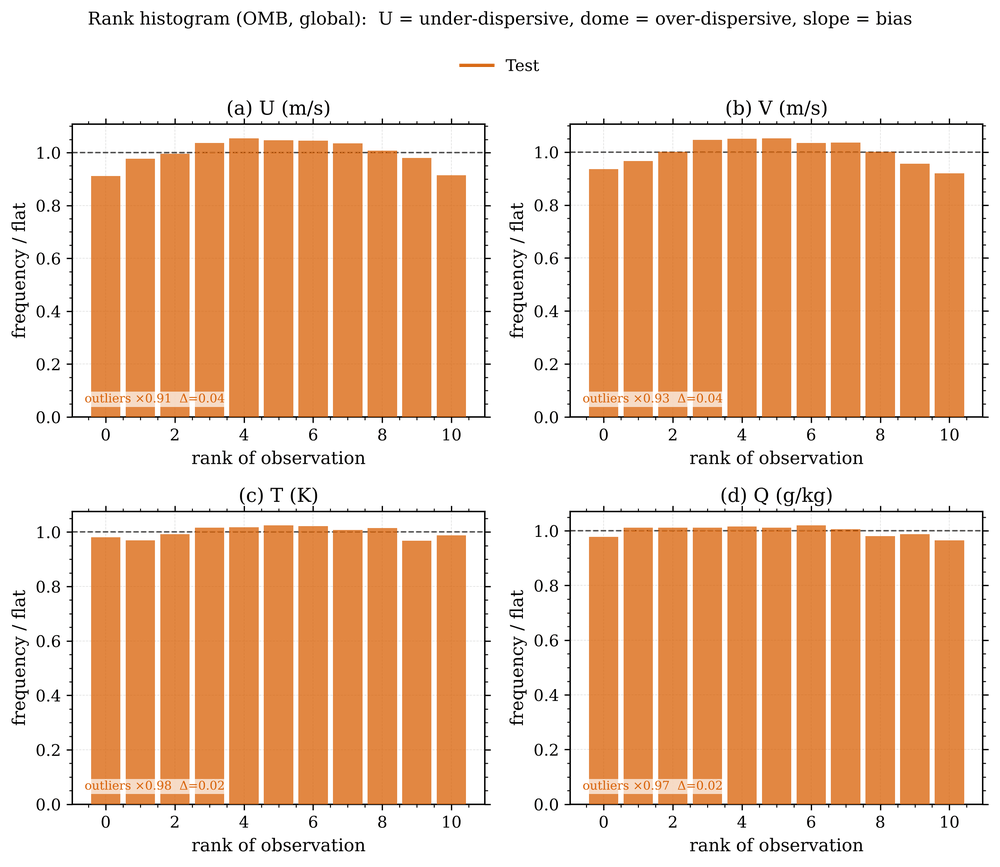 Rank histogram (OMB, global):  U = under-dispersive, dome = over-dispersive, slope = bias
Test
(a) U (m/s)
(b) V (m/s)
frequency / flat
1.0
0.8
0.6
0.4
0.2
0.0
outliers ×0.91  Δ=0.04
0 2 4 6 8 10
rank of observation
frequency / flat
1.0
0.8
0.6
0.4
0.2
0.0
outliers ×0.93  Δ=0.04
0 2 4 6 8 10
rank of observation
(c) T (K)
(d) Q (g/kg)
frequency / flat
1.0
0.8
0.6
0.4
0.2
0.0
outliers ×0.98  Δ=0.02
0 2 4 6 8 10
rank of observation
frequency / flat
1.0
0.8
0.6
0.4
0.2
0.0
outliers ×0.97  Δ=0.02
0 2 4 6 8 10
rank of observation